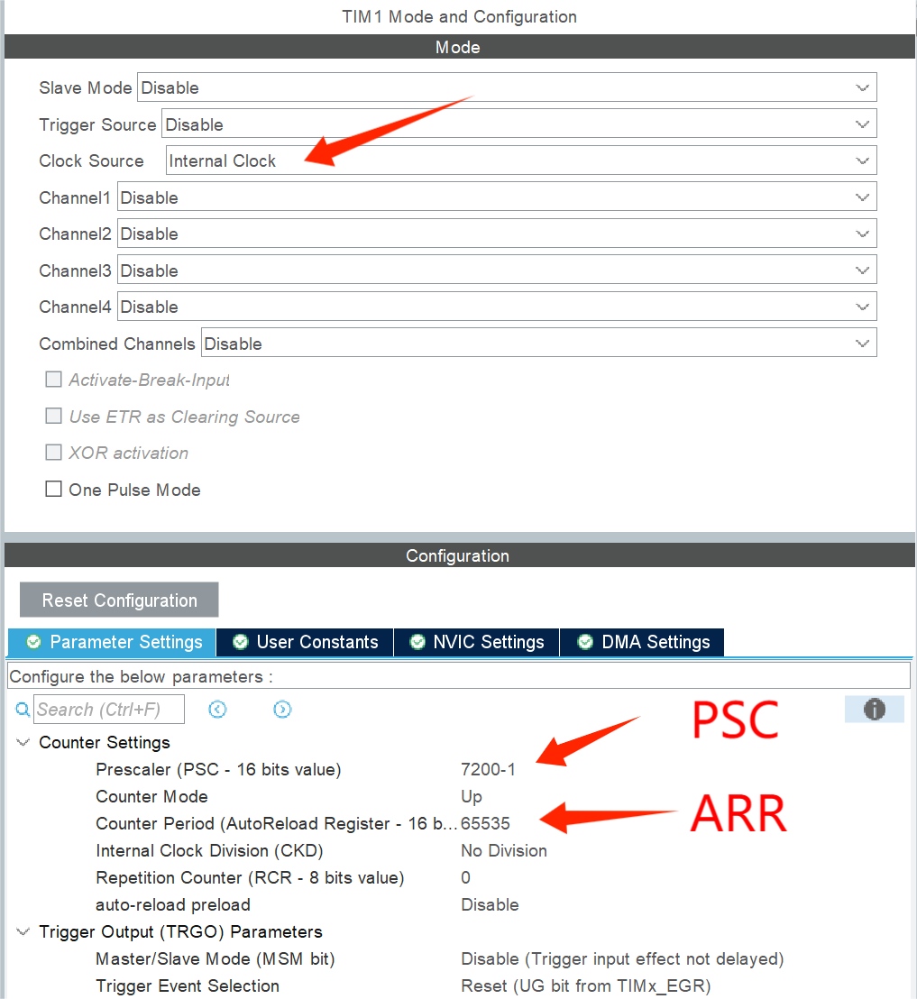 TIM1 Mode and Configuration
Mode
Slave Mode Disable
Trigger Source Disable
Clock Source Internal Clock
Channel1 Disable
Channel2 Disable
Channel3 Disable
Channel4 Disable
Combined Channels Disable
Activate-Break-Input
Use ETR as Clearing Source
XOR activation
One Pulse Mode
Configuration
Reset Configuration
Parameter Settings User Constants NVIC Settings DMA Settings
Configure the below parameters :
Search (Ctrl+F)
PSC
Counter Settings
Prescaler (PSC - 16 bits value) 7200-1
Counter Mode Up
ARR
Counter Period (AutoReload Register - 16 b... 65535
Internal Clock Division (CKD) No Division
Repetition Counter (RCR - 8 bits value) 0
auto-reload preload Disable
Trigger Output (TRGO) Parameters
Master/Slave Mode (MSM bit) Disable (Trigger input effect not delayed)
Trigger Event Selection Reset (UG bit from TIMx_EGR)